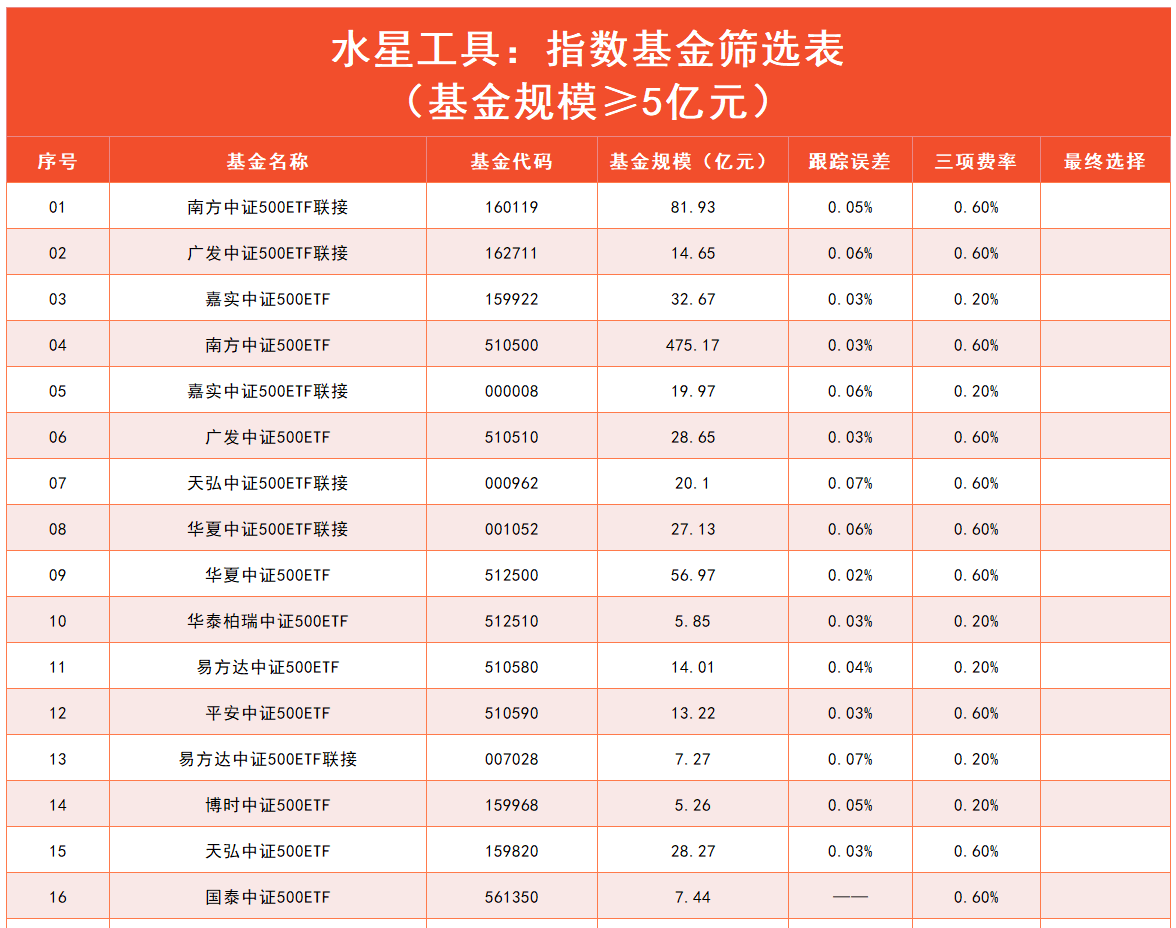 水星工具：指数基金筛选表
（基金规模≥5亿元）
序号 基金名称 基金代码 基金规模（亿元） 跟踪误差 三项费率 最终选择
01 南方中证500ETF联接 160119 81.93 0.05% 0.60%
02 广发中证500ETF联接 162711 14.65 0.06% 0.60%
03 嘉实中证500ETF 159922 32.67 0.03% 0.20%
04 南方中证500ETF 510500 475.17 0.03% 0.60%
05 嘉实中证500ETF联接 000008 19.97 0.06% 0.20%
06 广发中证500ETF 510510 28.65 0.03% 0.60%
07 天弘中证500ETF联接 000962 20.1 0.07% 0.60%
08 华夏中证500ETF联接 001052 27.13 0.06% 0.60%
09 华夏中证500ETF 512500 56.97 0.02% 0.60%
10 华泰柏瑞中证500ETF 512510 5.85 0.03% 0.20%
11 易方达中证500ETF 510580 14.01 0.04% 0.20%
12 平安中证500ETF 510590 13.22 0.03% 0.60%
13 易方达中证500ETF联接 007028 7.27 0.07% 0.20%
14 博时中证500ETF 159968 5.26 0.05% 0.20%
15 天弘中证500ETF 159820 28.27 0.03% 0.60%
16 国泰中证500ETF 561350 7.44 —— 0.60%